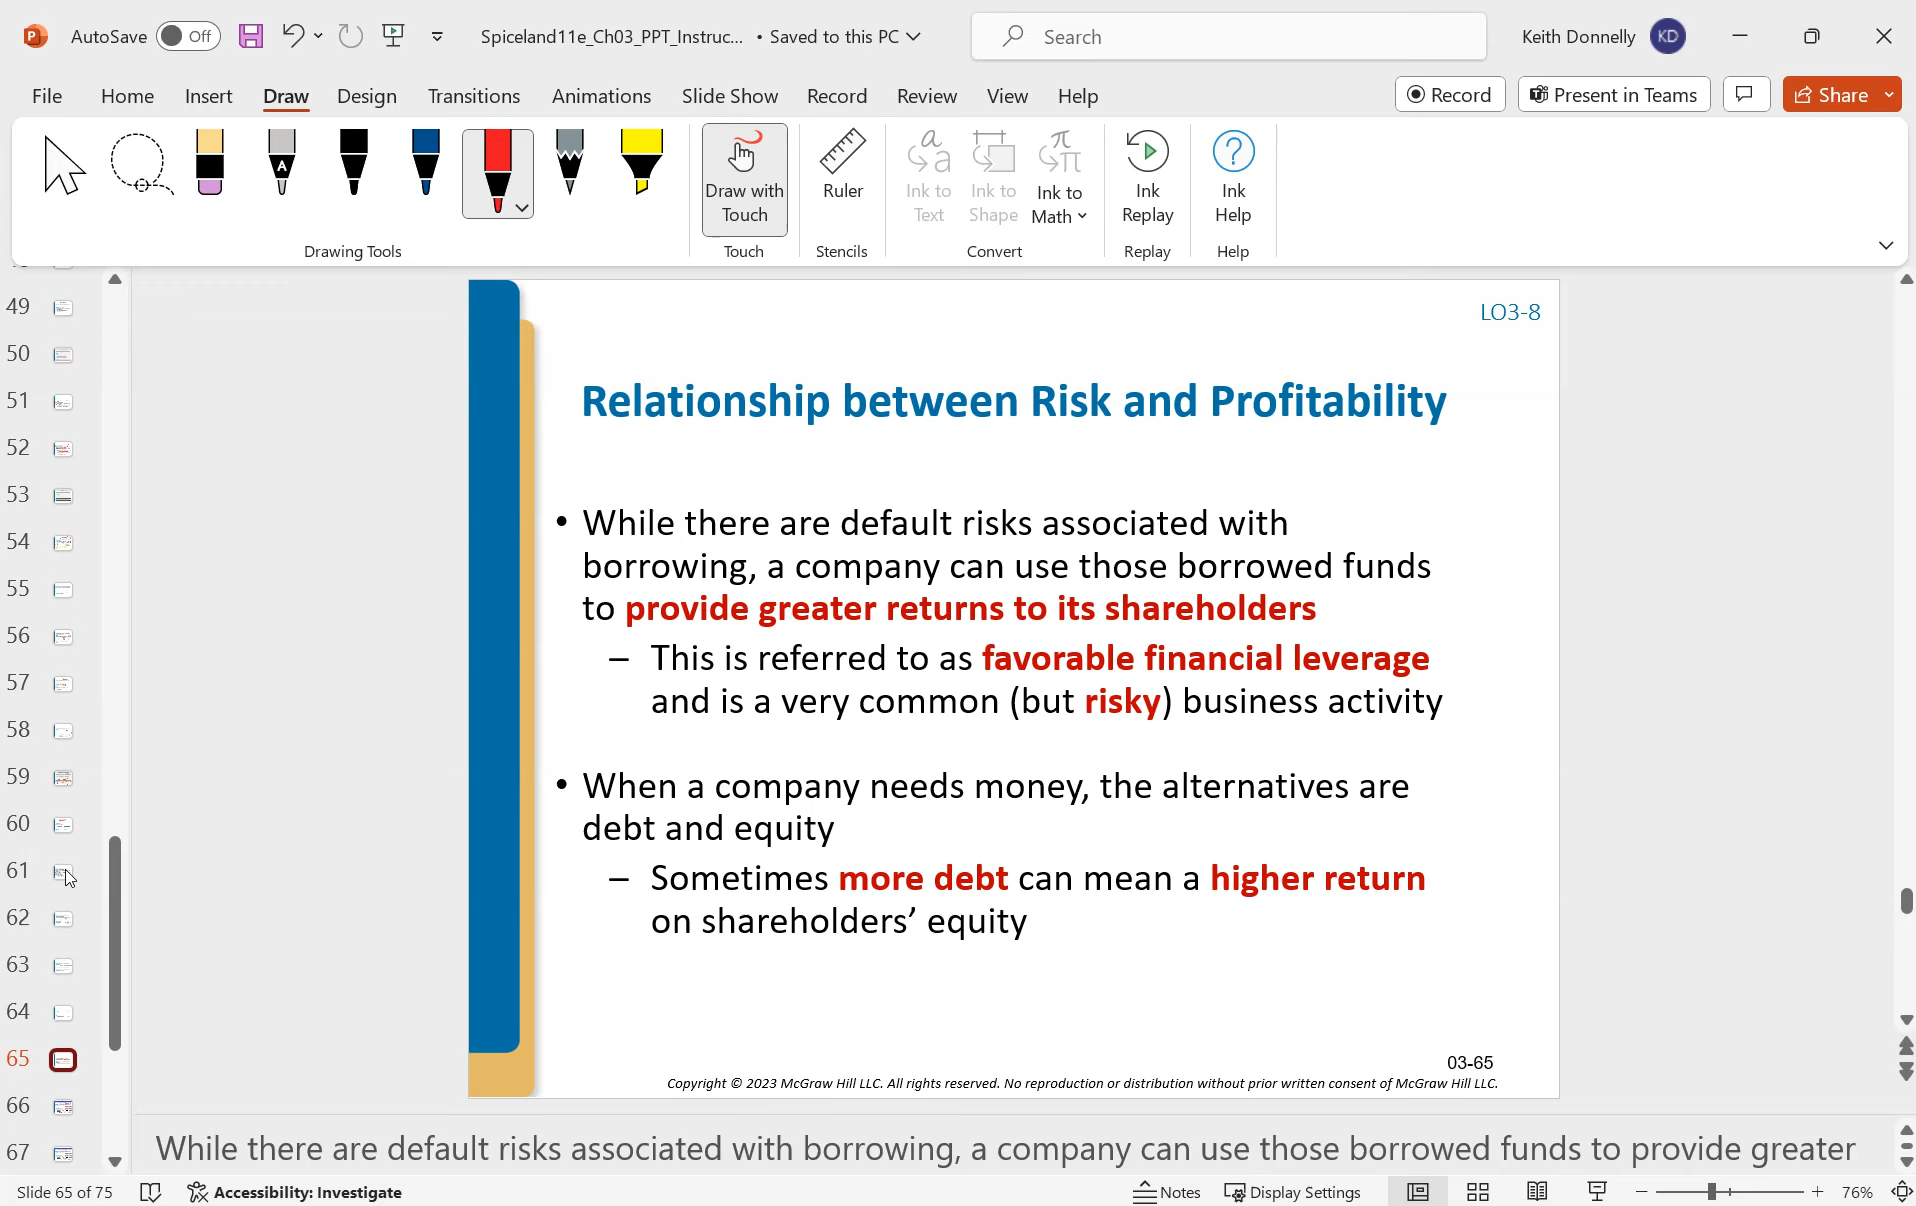 AutoSave Off Spiceland11e_Ch03_PPT_Instruc... • Saved to this PC Search Keith Donnelly KD
File Home Insert Draw Design Transitions Animations Slide Show Record Review View Help Record Present in Teams Share
Draw with Touch
Ruler
Ink to Text
Ink to Shape
Ink to Math
Ink Replay
Ink Help
Drawing Tools Touch Stencils Convert Replay Help
49
50
51
52
53
54
55
56
57
58
59
60
61
62
63
64
65
66
67
LO3-8
Relationship between Risk and Profitability
• While there are default risks associated with
borrowing, a company can use those borrowed funds
to provide greater returns to its shareholders
– This is referred to as favorable financial leverage
and is a very common (but risky) business activity
• When a company needs money, the alternatives are
debt and equity
– Sometimes more debt can mean a higher return
on shareholders’ equity
03-65
Copyright © 2023 McGraw Hill LLC. All rights reserved. No reproduction or distribution without prior written consent of McGraw Hill LLC.
While there are default risks associated with borrowing, a company can use those borrowed funds to provide greater
Slide 65 of 75 Accessibility: Investigate Notes Display Settings 76%